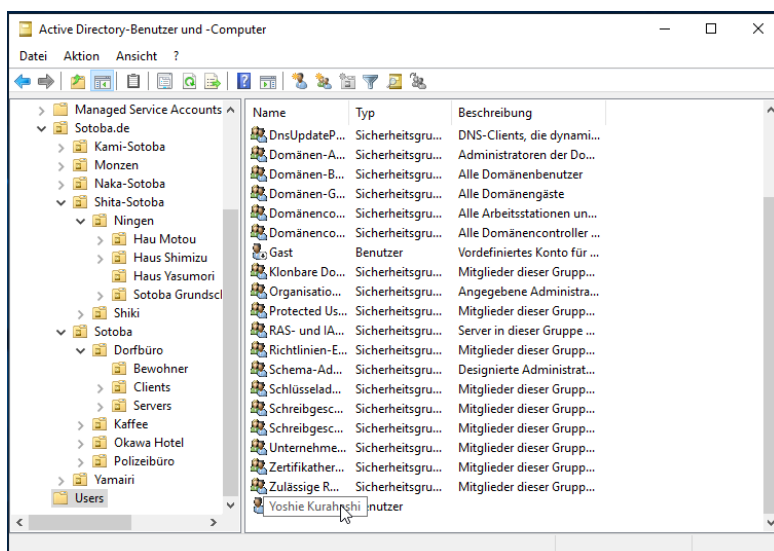 Active Directory-Benutzer und -Computer
Datei Aktion Ansicht ?
Managed Service Accounts
Sotoba.de
Kami-Sotoba
Monzen
Naka-Sotoba
Shita-Sotoba
Ningen
Hau Motou
Haus Shimizu
Haus Yasumori
Sotoba Grundscl
Shiki
Sotoba
Dorfbüro
Bewohner
Clients
Servers
Kaffee
Okawa Hotel
Polizeibüro
Yamairi
Users
Name Typ Beschreibung
DnsUpdateP... Sicherheitsgru... DNS-Clients, die dynami...
Domänen-A... Sicherheitsgru... Administratoren der Do...
Domänen-B... Sicherheitsgru... Alle Domänenbenutzer
Domänen-G... Sicherheitsgru... Alle Domänengäste
Domänenco... Sicherheitsgru... Alle Arbeitsstationen un...
Domänenco... Sicherheitsgru... Alle Domänencontroller ...
Gast Benutzer Vordefiniertes Konto für ...
Klonbare Do... Sicherheitsgru... Mitglieder dieser Grupp...
Organisatio... Sicherheitsgru... Angegebene Administra...
Protected Us... Sicherheitsgru... Mitglieder dieser Grupp...
RAS- und IA... Sicherheitsgru... Server in dieser Gruppe ...
Richtlinien-E... Sicherheitsgru... Mitglieder dieser Grupp...
Schema-Ad... Sicherheitsgru... Designierte Administrat...
Schlüsselad... Sicherheitsgru... Mitglieder dieser Grupp...
Schreibgesc... Sicherheitsgru... Mitglieder dieser Grupp...
Schreibgesc... Sicherheitsgru... Mitglieder dieser Grupp...
Unternehme... Sicherheitsgru... Mitglieder dieser Grupp...
Zertifikather... Sicherheitsgru... Mitglieder dieser Grupp...
Zulässige R... Sicherheitsgru... Mitglieder dieser Grupp...
Yoshie Kurahashi enutzer